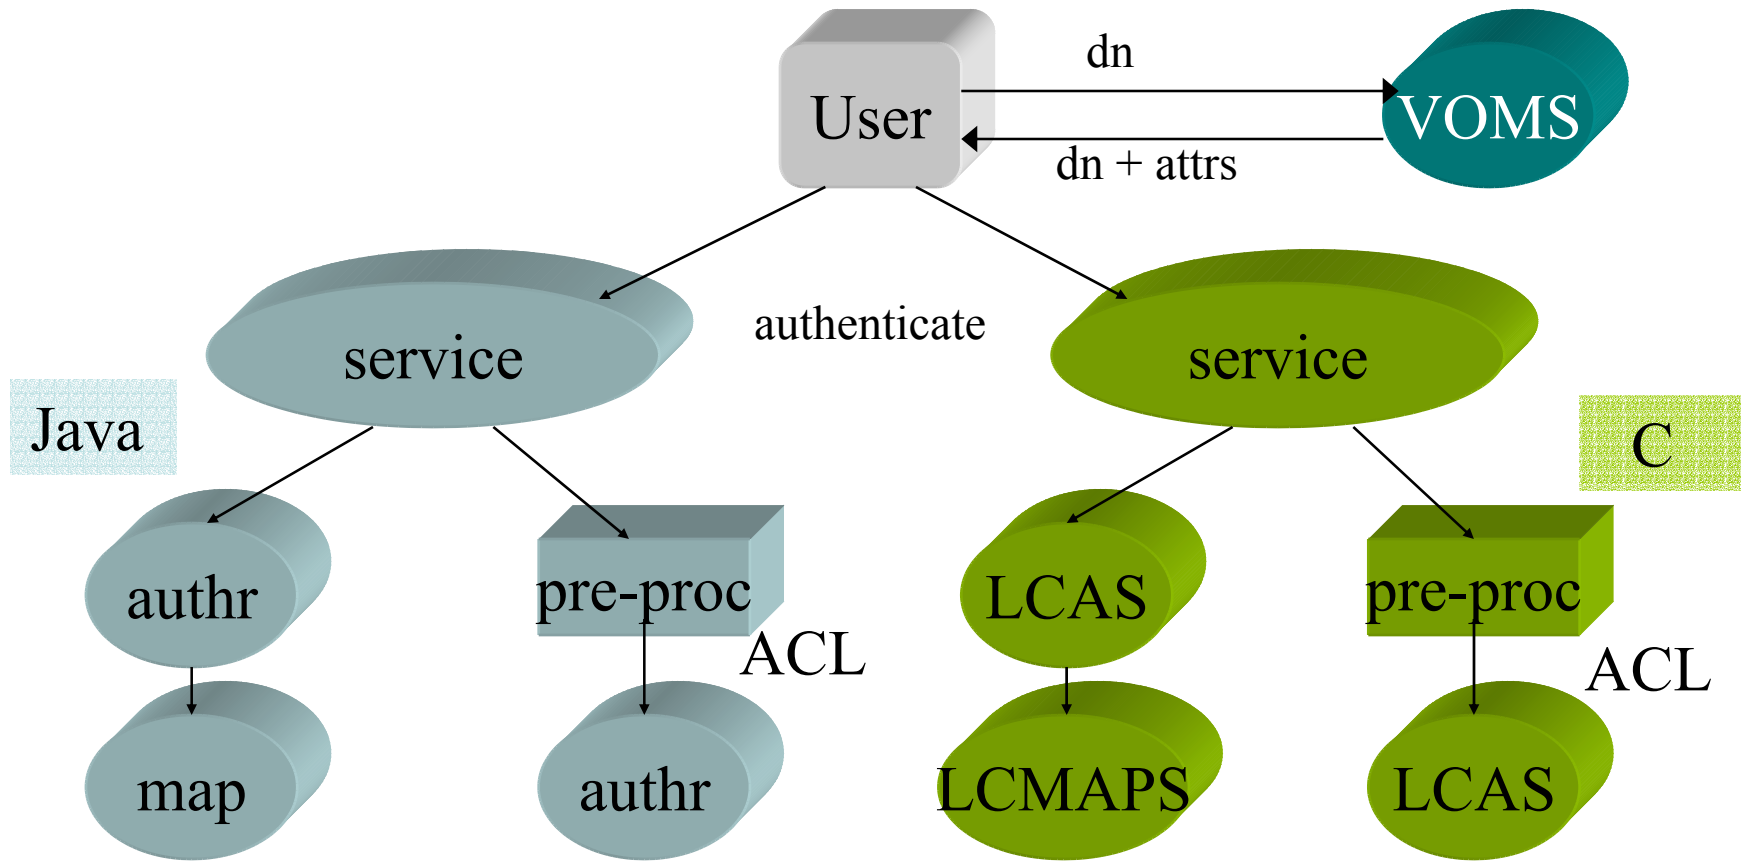 dn
User
VOMS
dn + attrs
authenticate
service
service
Java
C
authr
pre-proc
LCAS
pre-proc
ACL
ACL
map
authr
LCMAPS
LCAS